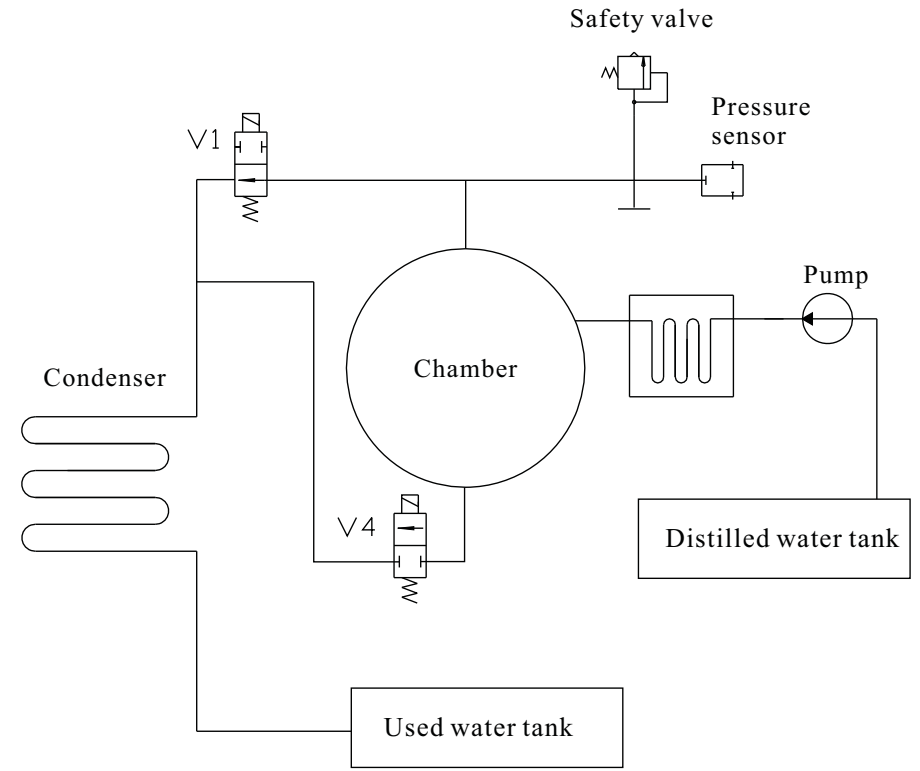 Safety valve
Pressure
sensor
V1
Pump
Condenser
Chamber
V4
Distilled water tank
Used water tank